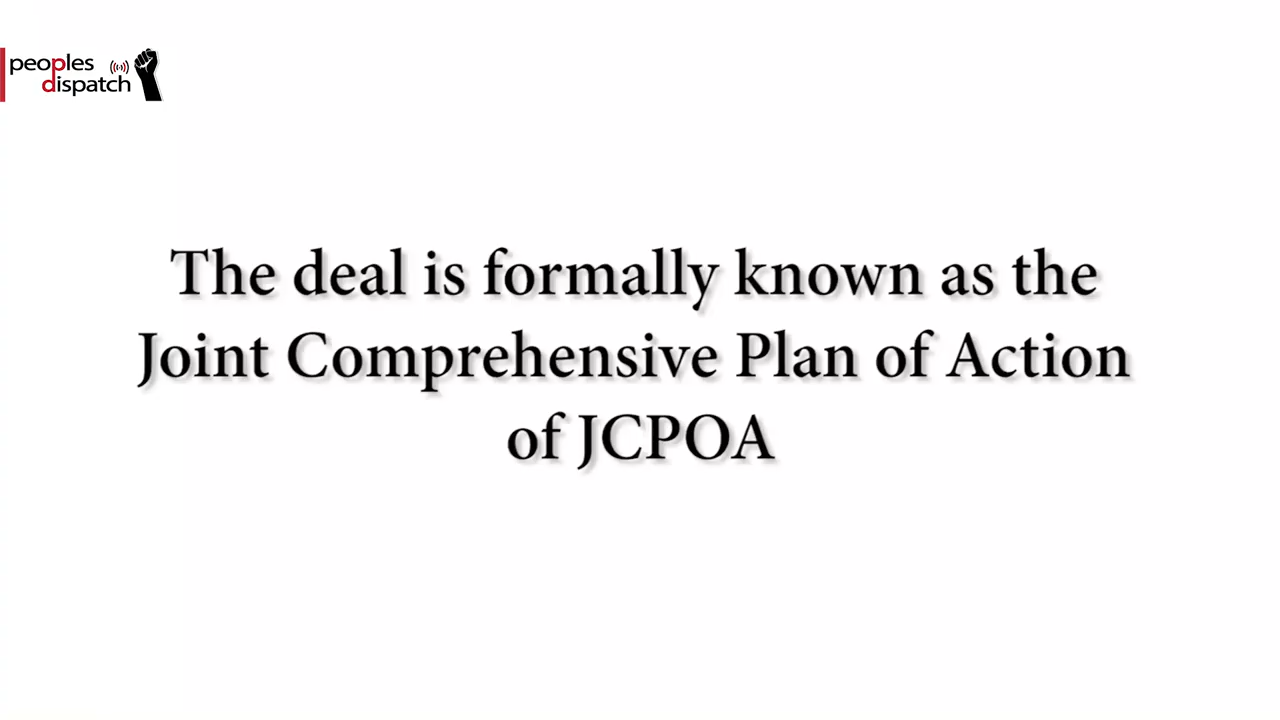 peoples
dispatch
The deal is formally known as the
Joint Comprehensive Plan of Action
of JCPOA